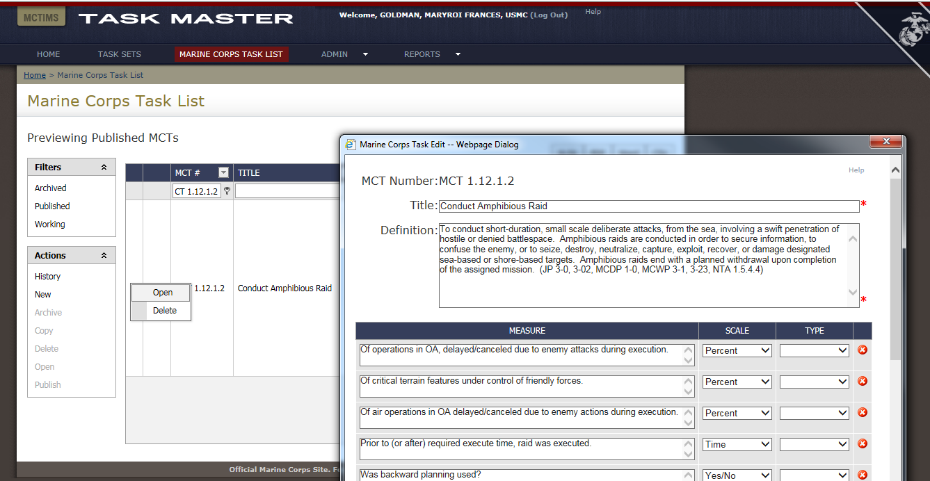 MCTIMS
TASK MASTER
Welcome, GOLDMAN, MARYROI FRANCES, USMC (Log Out)
Help
HOME
TASK SETS
MARINE CORPS TASK LIST
ADMIN
REPORTS
Home > Marine Corps Task List
Marine Corps Task List
Previewing Published MCTs
Filters
Archived
Published
Working
Actions
History
New
Archive
Copy
Delete
Open
Publish
MCT #
TITLE
CT 1.12.1.2
Open
Delete
1.12.1.2
Conduct Amphibious Raid
Official Marine Corps Site.
Marine Corps Task Edit -- Webpage Dialog
Help
MCT Number: MCT 1.12.1.2
Title: Conduct Amphibious Raid *
Definition: To conduct short-duration, small scale deliberate attacks, from the sea, involving a swift penetration of
hostile or denied battlespace. Amphibious raids are conducted in order to secure information, to
confuse the enemy, or to seize, destroy, neutralize, capture, exploit, recover, or damage designated
sea-based or shore-based targets. Amphibious raids end with a planned withdrawal upon completion
of the assigned mission. (JP 3-0, 3-02, MCDP 1-0, MCWP 3-1, 3-23, NTA 1.5.4.4)
*
MEASURE SCALE TYPE
Of operations in OA, delayed/canceled due to enemy attacks during execution. Percent
Of critical terrain features under control of friendly forces. Percent
Of air operations in OA delayed/canceled due to enemy actions during execution. Percent
Prior to (or after) required execute time, raid was executed. Time
Was backward planning used? Yes/No